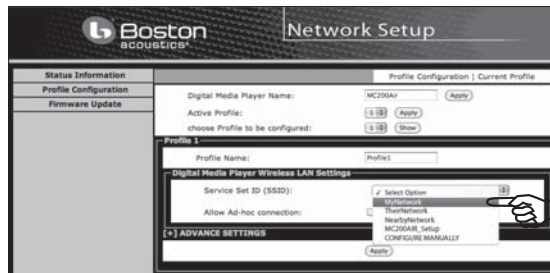 Boston
acoustics
Network Setup
Status Information
Profile Configuration
Firmware Update
Profile Configuration | Current Profile
Digital Media Player Name: MC200Air Apply
Active Profile: 1 Apply
choose Profile to be configured: 1 Show
Profile 1
Profile Name: Profile1
Digital Media Player Wireless LAN Settings
Service Set ID (SSID): ✓ Select Option
MyNetwork
TheirNetwork
Allow Ad-hoc connection: NearbyNetwork
MC200AIR_Setup
[+] ADVANCE SETTINGS CONFIGURE MANUALLY
Apply